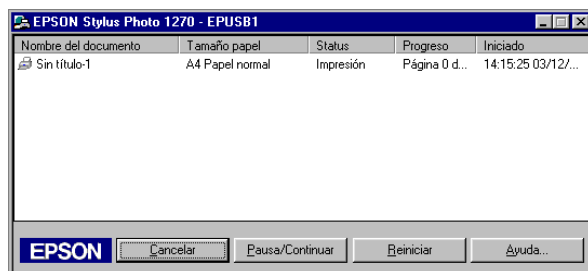 EPSON Stylus Photo 1270 - EPUSB1
Nombre del documento Tamaño papel Status Progreso Iniciado
Sin título-1 A4 Papel normal Impresión Página 0 d... 14:15:25 03/12/...
EPSON Cancelar Pausa/Continuar Reiniciar Ayuda...